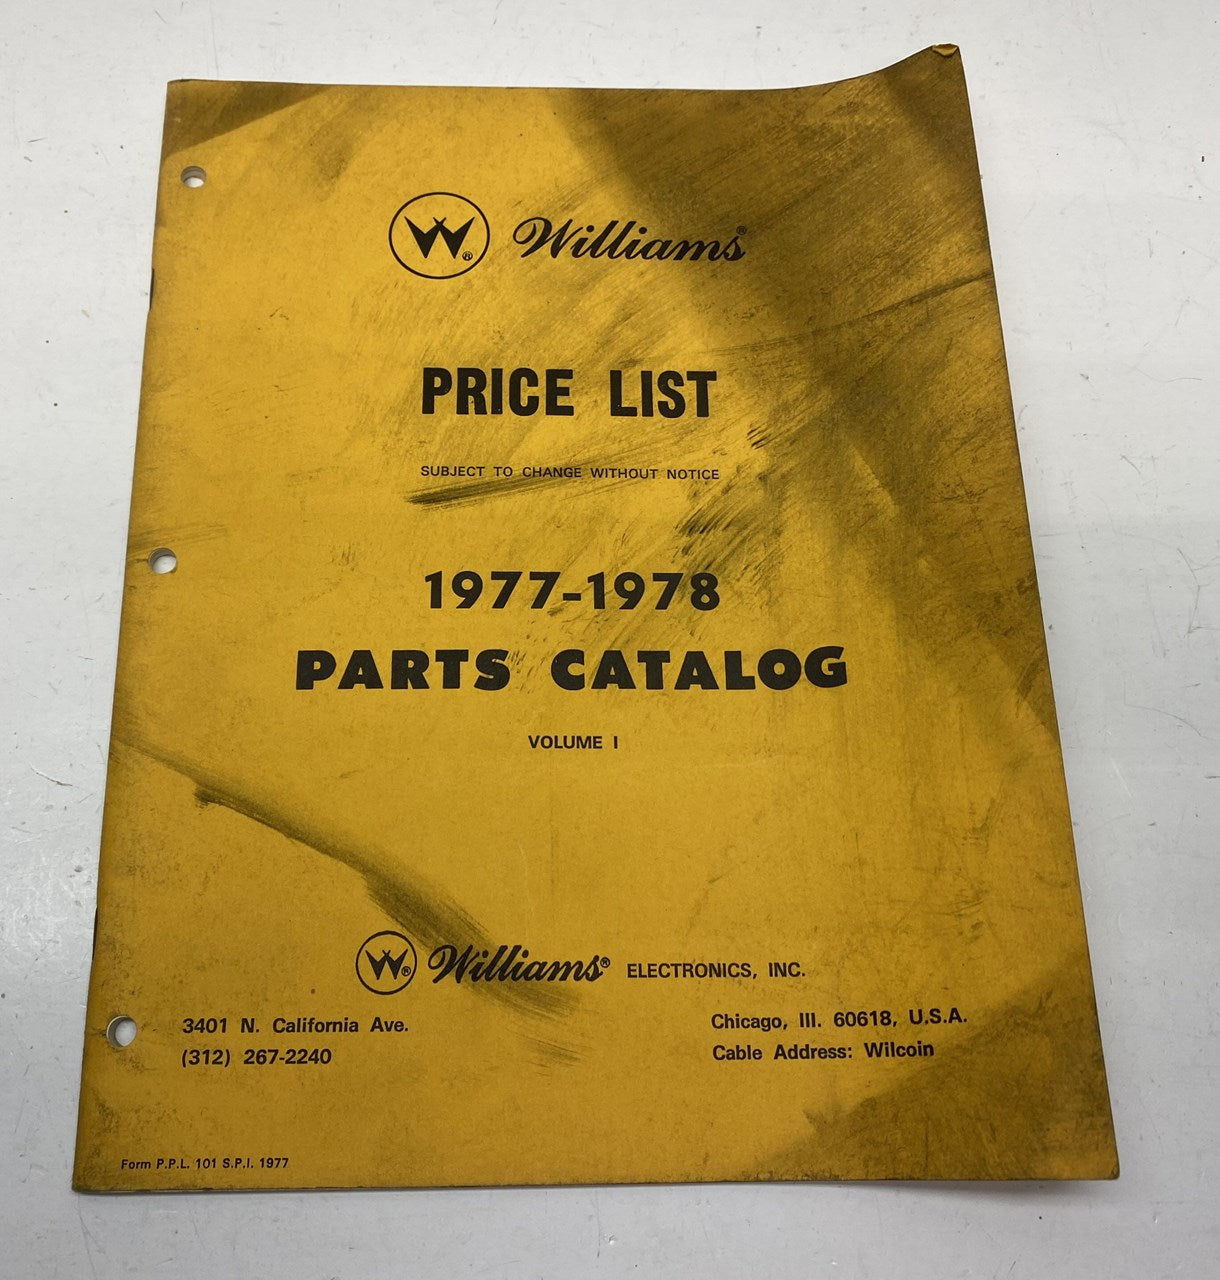 W® Williams®
PRICE LIST
SUBJECT TO CHANGE WITHOUT NOTICE
1977-1978
PARTS CATALOG
VOLUME I
W® Williams® ELECTRONICS, INC.
3401 N. California Ave.
(312) 267-2240
Chicago, Ill. 60618, U.S.A.
Cable Address: Wilcoin
Form P.P.L. 101 S.P.I. 1977